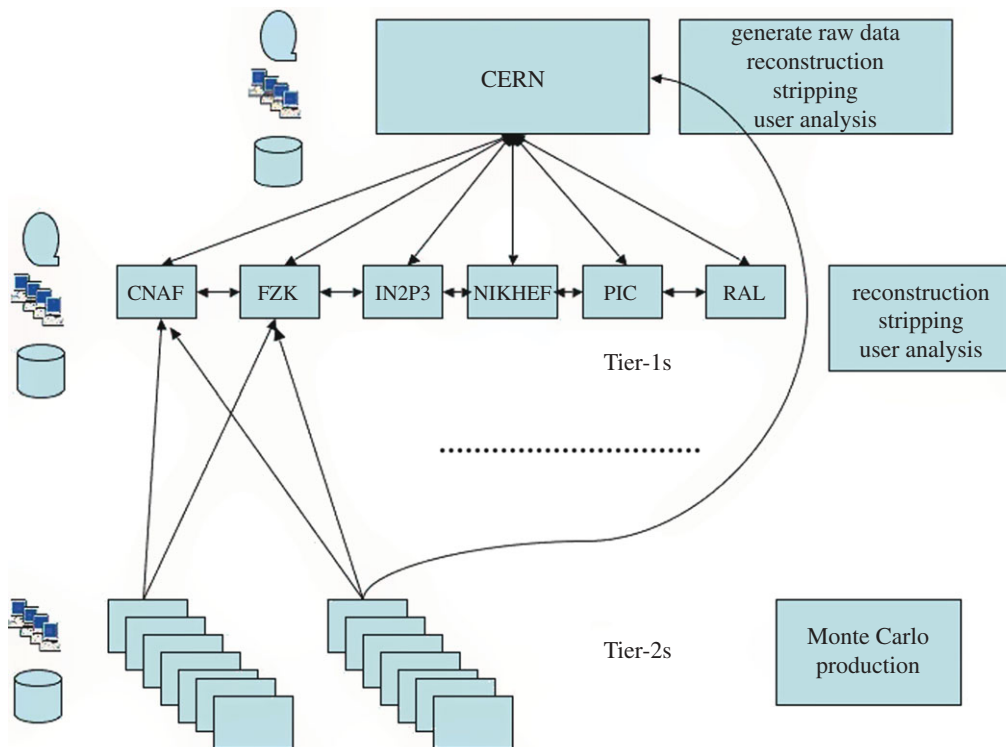 CERN
generate raw data
reconstruction
stripping
user analysis
CNAF
FZK
IN2P3
NIKHEF
PIC
RAL
reconstruction
stripping
user analysis
Tier-1s
Tier-2s
Monte Carlo
production